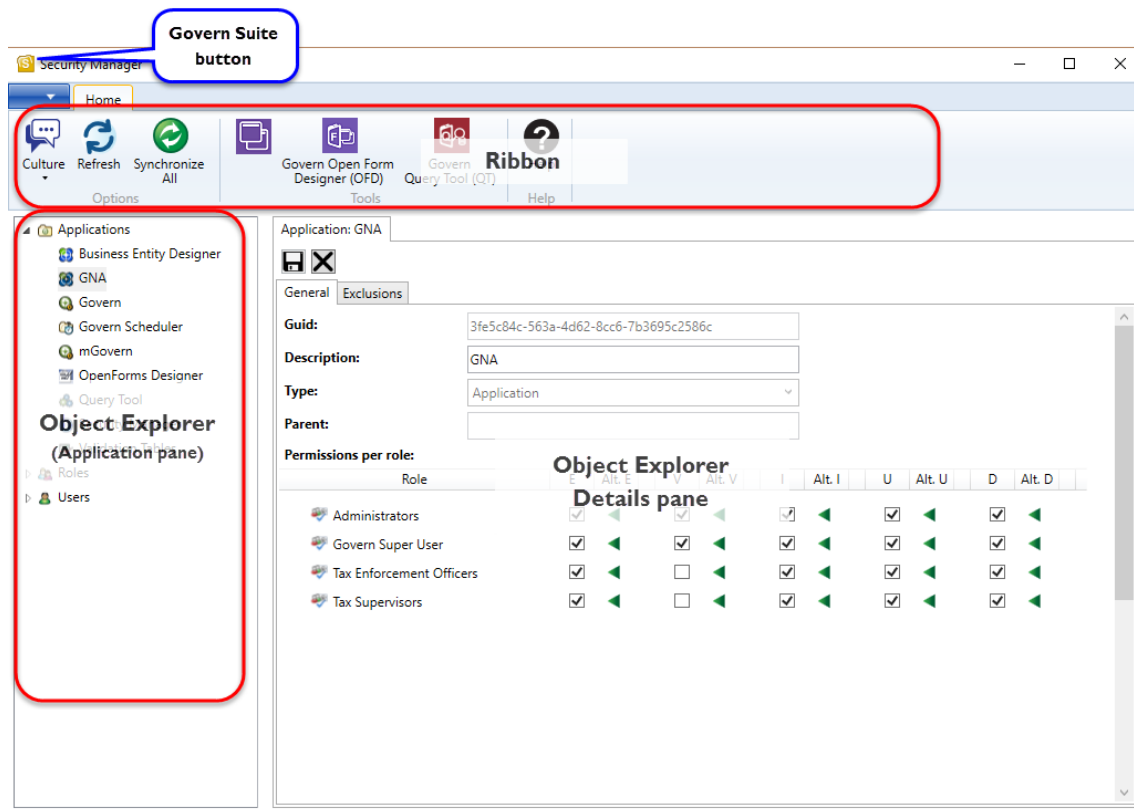 Govern Suite
button
Security Manager
Home
Culture Refresh Synchronize
All
Govern Open Form
Designer (OFD)
Govern
Query Tool (QT)
Ribbon
Options
Tools
Help
Applications
Business Entity Designer
GNA
Govern
Govern Scheduler
mGovern
OpenForms Designer
Query Tool
Object Explorer
(Application pane)
Validation Tables
Roles
Users
Application: GNA
General Exclusions
Guid: 3fe5c84c-563a-4d62-8cc6-7b3695c2586c
Description: GNA
Type: Application
Parent:
Permissions per role:
Object Explorer
Details pane
Role E Alt. E V Alt. V I Alt. I U Alt. U D Alt. D
Administrators
Govern Super User
Tax Enforcement Officers
Tax Supervisors